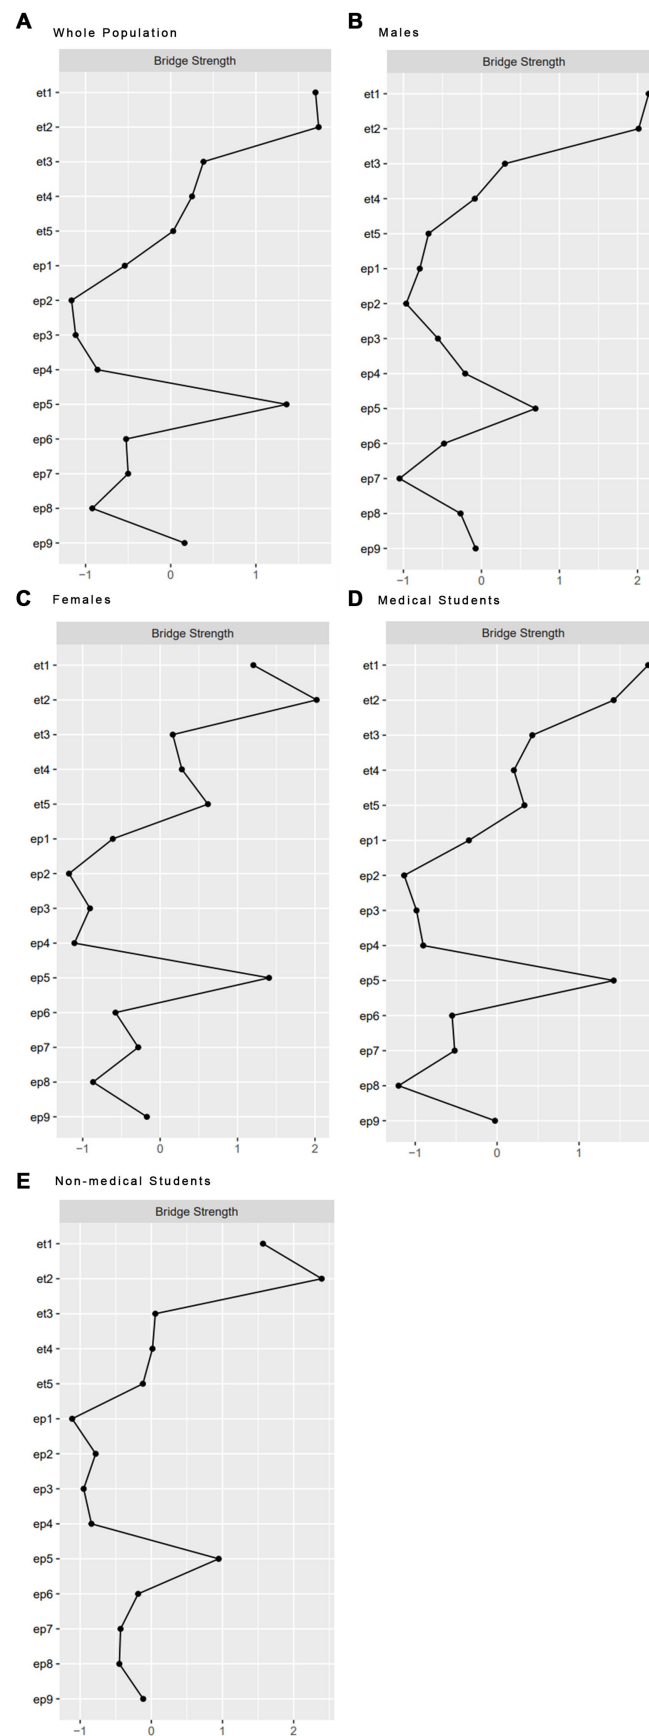 A Whole Population
Bridge Strength
et1
et2
et3
et4
et5
ep1
ep2
ep3
ep4
ep5
ep6
ep7
ep8
ep9
−1 0 1
B Males
Bridge Strength
et1
et2
et3
et4
et5
ep1
ep2
ep3
ep4
ep5
ep6
ep7
ep8
ep9
−1 0 1 2
C Females
Bridge Strength
et1
et2
et3
et4
et5
ep1
ep2
ep3
ep4
ep5
ep6
ep7
ep8
ep9
−1 0 1 2
D Medical Students
Bridge Strength
et1
et2
et3
et4
et5
ep1
ep2
ep3
ep4
ep5
ep6
ep7
ep8
ep9
−1 0 1
E Non-medical Students
Bridge Strength
et1
et2
et3
et4
et5
ep1
ep2
ep3
ep4
ep5
ep6
ep7
ep8
ep9
−1 0 1 2